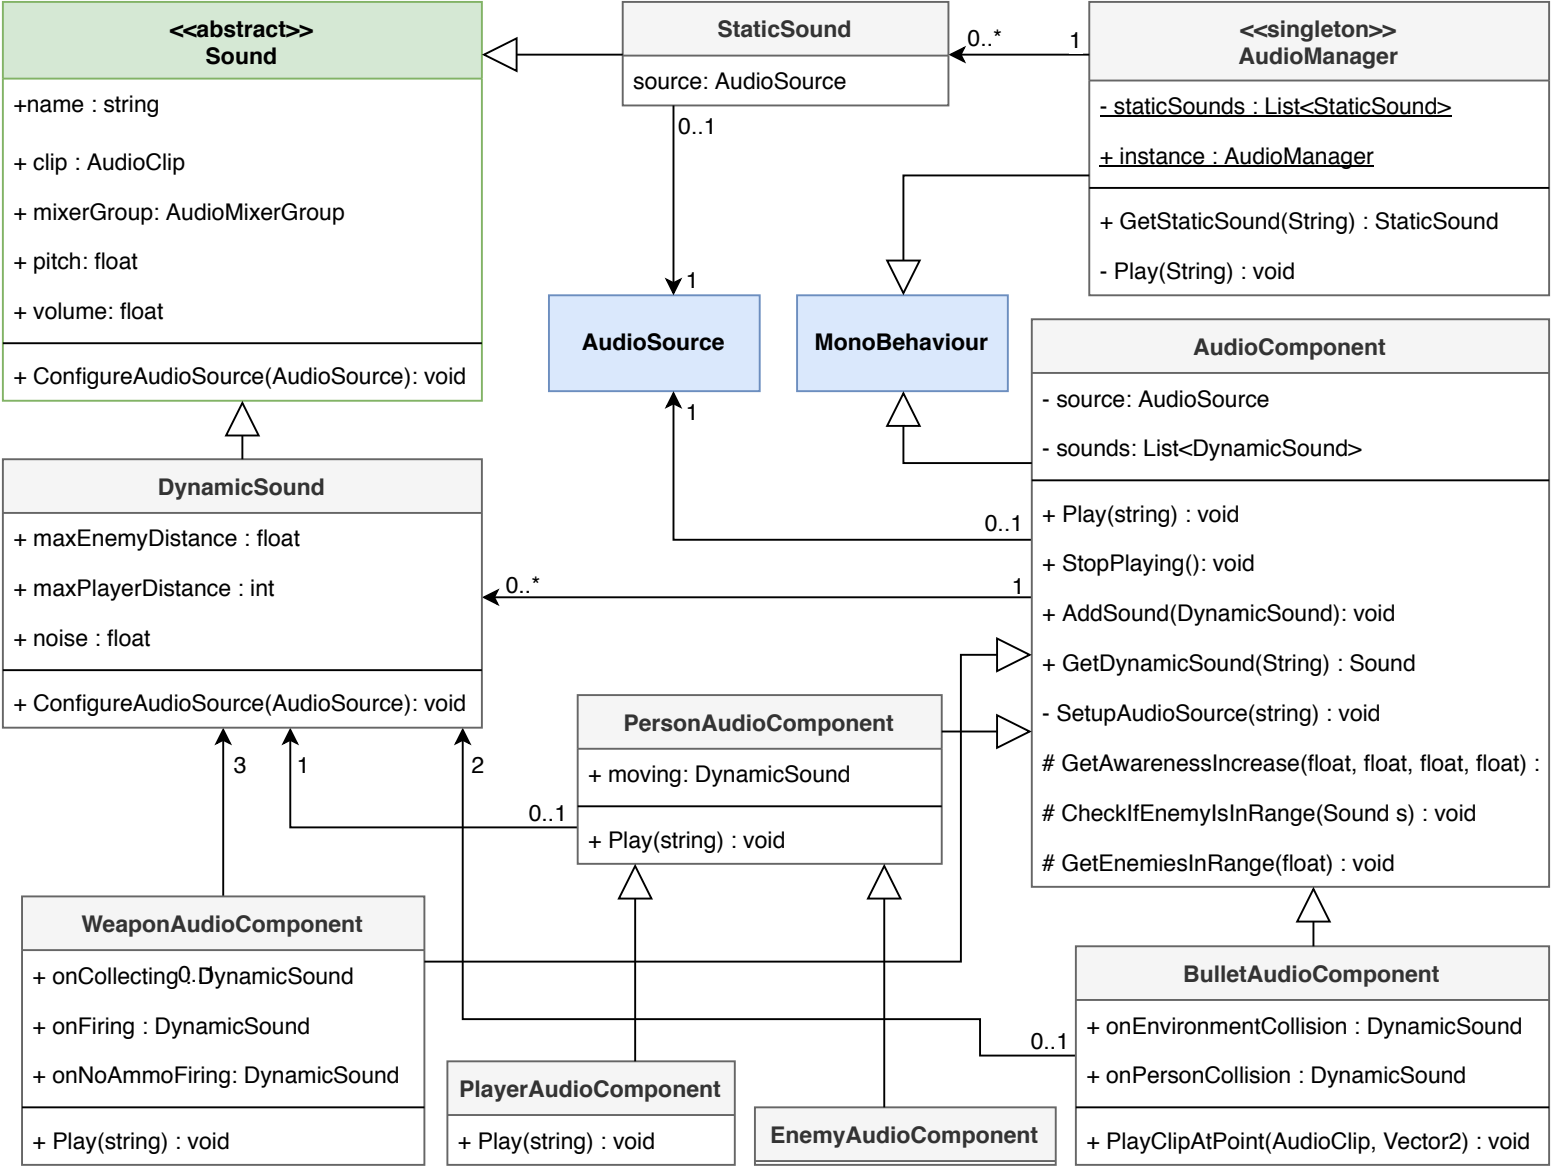 <<abstract>>
Sound
+name : string
+ clip : AudioClip
+ mixerGroup: AudioMixerGroup
+ pitch: float
+ volume: float
+ ConfigureAudioSource(AudioSource): void
StaticSound
source: AudioSource
0..*
1
<<singleton>>
AudioManager
- staticSounds : List<StaticSound>
+ instance : AudioManager
+ GetStaticSound(String) : StaticSound
- Play(String) : void
0..1
1
AudioSource
MonoBehaviour
1
0..1
AudioComponent
- source: AudioSource
- sounds: List<DynamicSound>
+ Play(string) : void
+ StopPlaying(): void
+ AddSound(DynamicSound): void
+ GetDynamicSound(String) : Sound
- SetupAudioSource(string) : void
# GetAwarenessIncrease(float, float, float, float) :
# CheckIfEnemyIsInRange(Sound s) : void
# GetEnemiesInRange(float) : void
DynamicSound
+ maxEnemyDistance : float
+ maxPlayerDistance : int
+ noise : float
+ ConfigureAudioSource(AudioSource): void
0..*
1
3
1
2
PersonAudioComponent
+ moving: DynamicSound
+ Play(string) : void
0..1
WeaponAudioComponent
+ onCollecting : DynamicSound
0..1
+ onFiring : DynamicSound
+ onNoAmmoFiring: DynamicSound
+ Play(string) : void
PlayerAudioComponent
+ Play(string) : void
EnemyAudioComponent
0..1
BulletAudioComponent
+ onEnvironmentCollision : DynamicSound
+ onPersonCollision : DynamicSound
+ PlayClipAtPoint(AudioClip, Vector2) : void